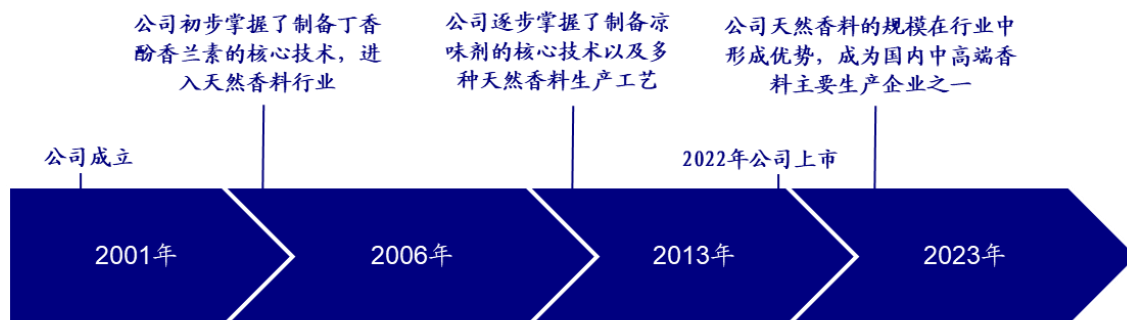 公司初步掌握了制备丁香
酚香兰素的核心技术，进
入天然香料行业
公司逐步掌握了制备凉
味剂的核心技术以及多
种天然香料生产工艺
公司天然香料的规模在行业中
形成优势，成为国内中高端香
料主要生产企业之一
公司成立
2022年公司上市
2001年
2006年
2013年
2023年